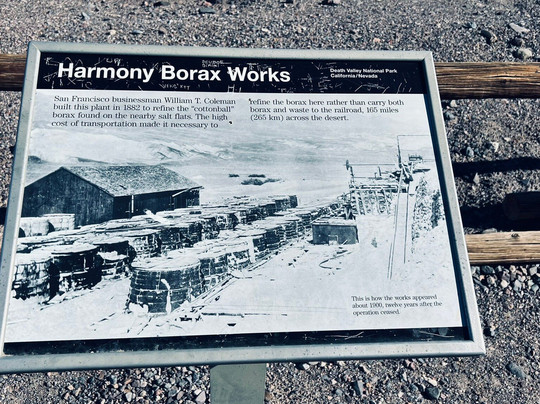 Harmony Borax Works
Death Valley National Park
California/Nevada
San Francisco businessman William T. Coleman
built this plant in 1882 to refine the "cottonball"
borax found on the nearby salt flats. The high
cost of transportation made it necessary to
refine the borax here rather than carry both
borax and waste to the railroad, 165 miles
(265 km) across the desert.
This is how the works appeared
about 1900, twelve years after the
operation ceased.